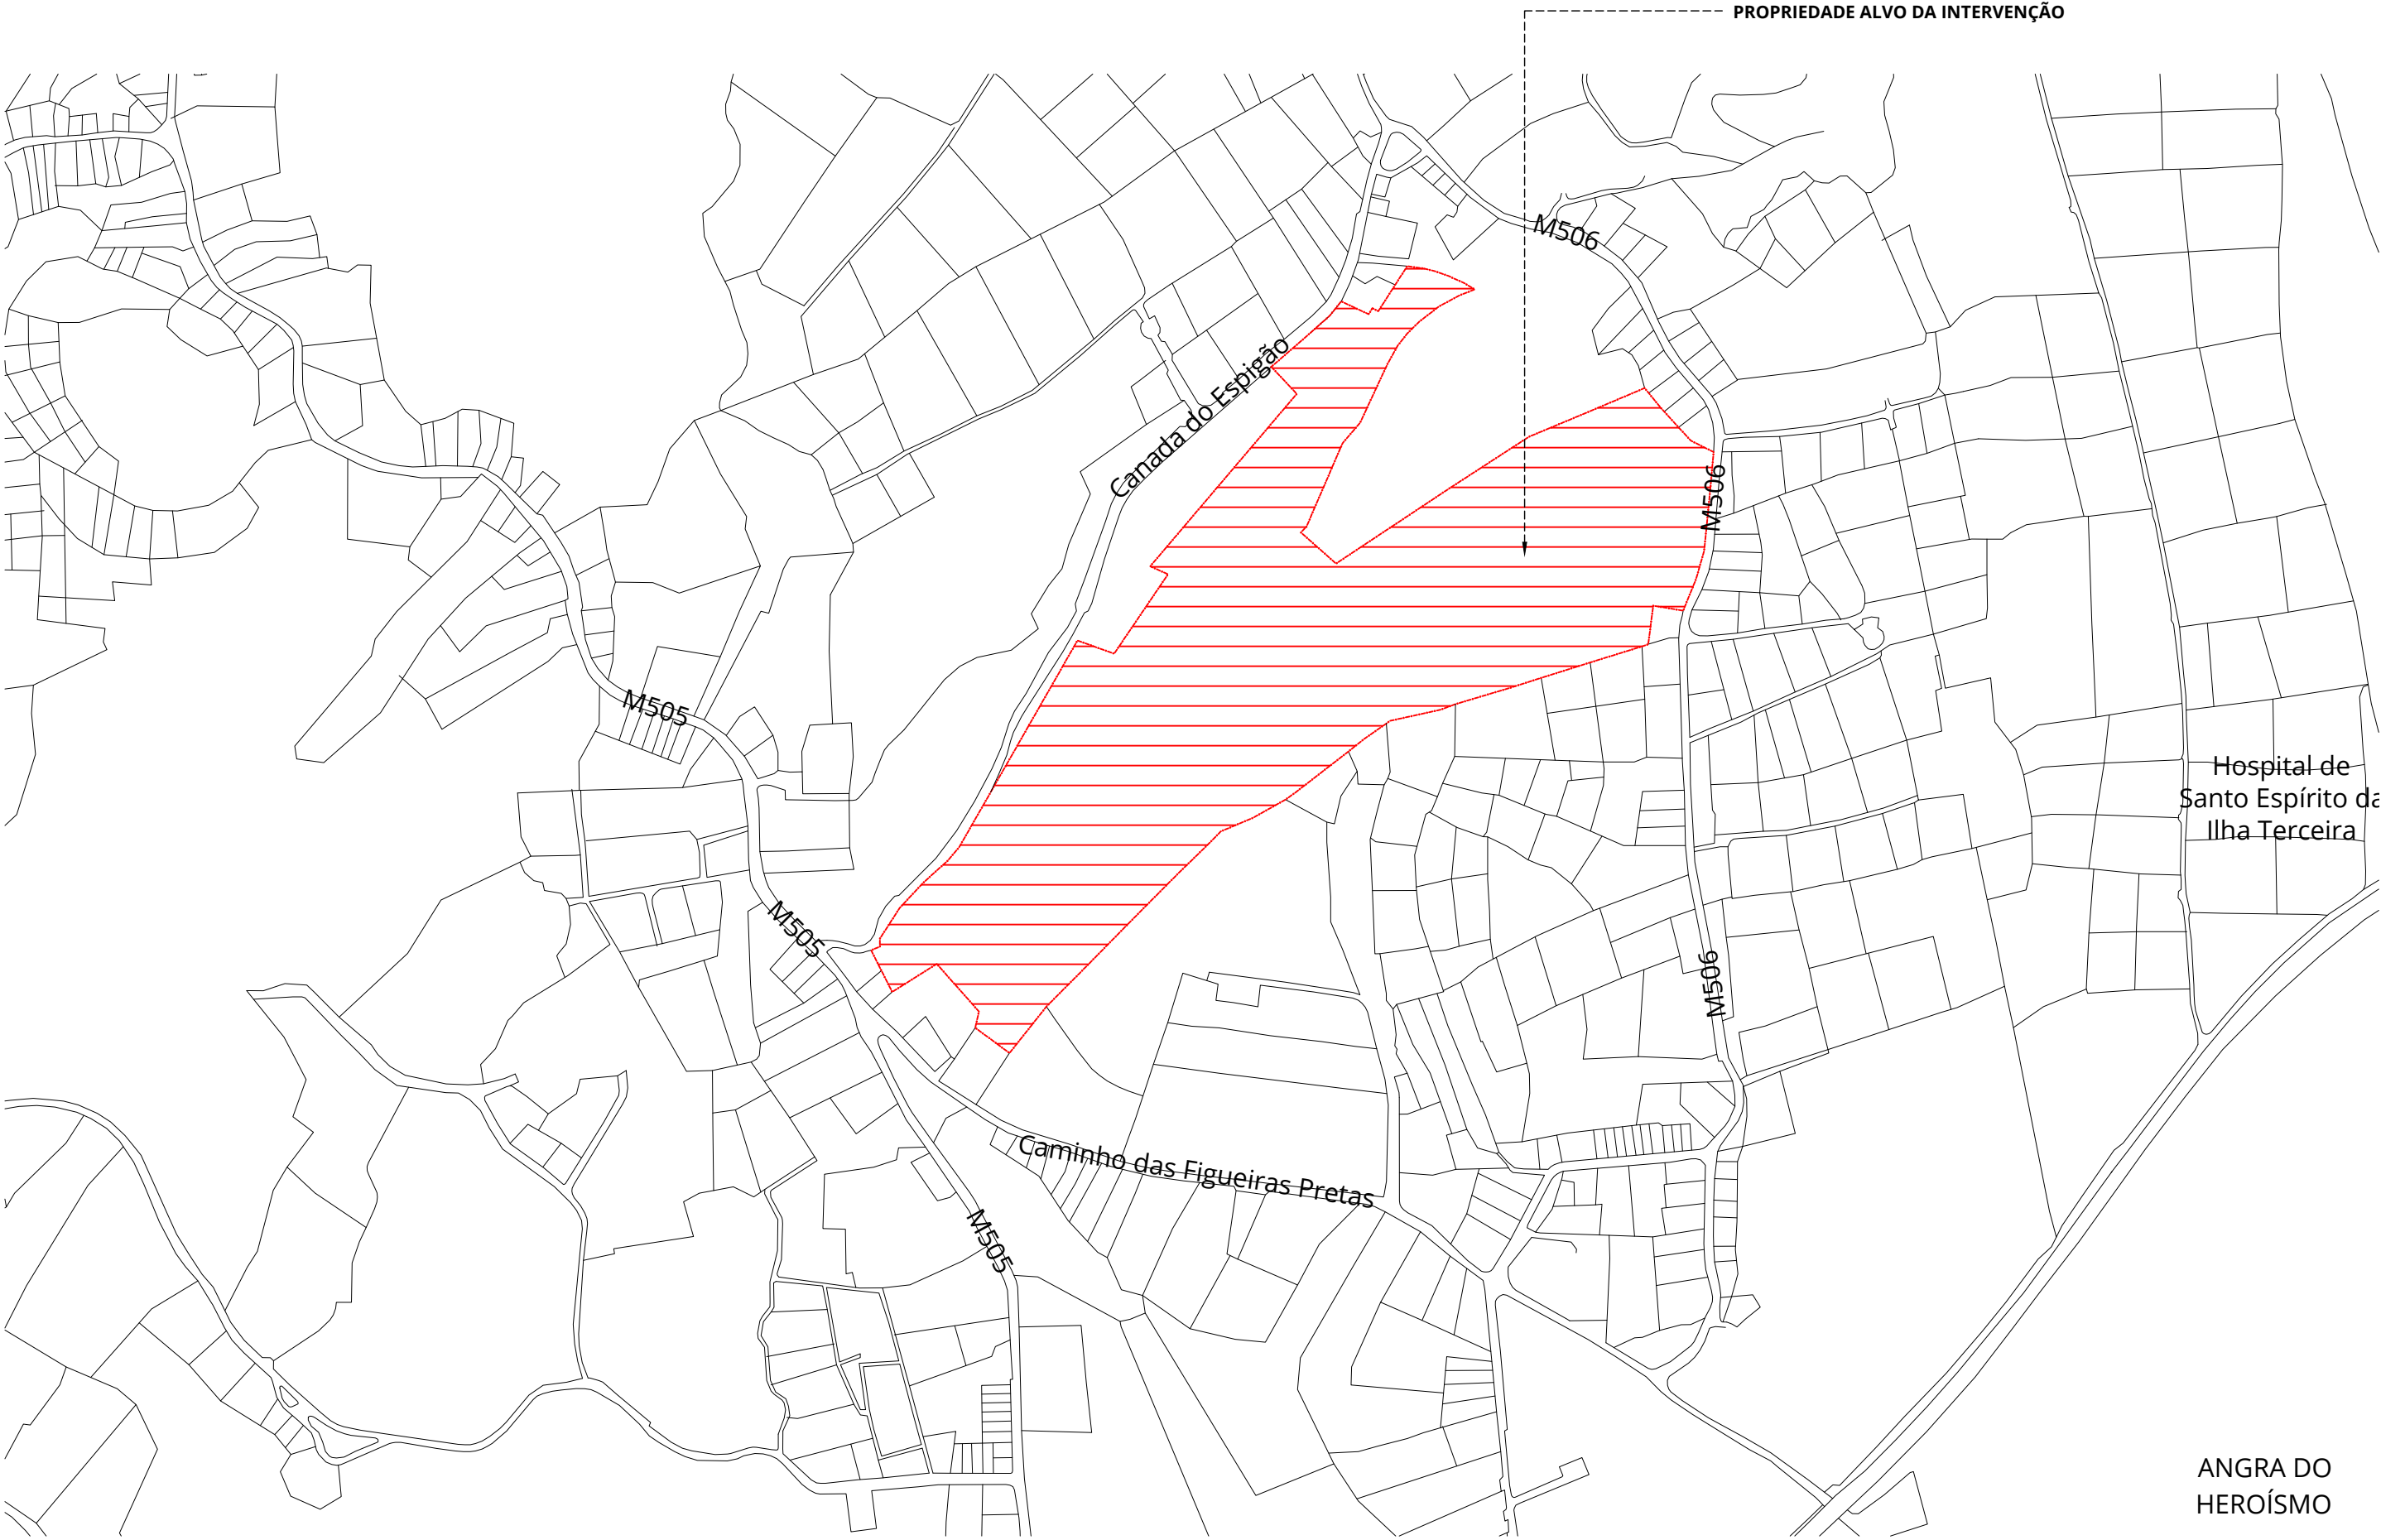 PROPRIEDADE ALVO DA INTERVENÇÃO
M506
Canada do Espigão
M506
M505
Hospital de
Santo Espírito da
Ilha Terceira
M505
M506
Caminho das Figueiras Pretas
M505
ANGRA DO
HEROÍSMO